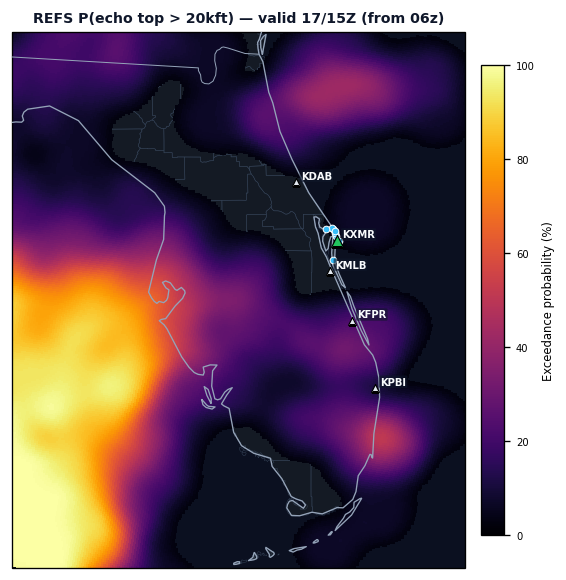 REFS P(echo top > 20kft) — valid 17/15Z (from 06z)
KDAB
KXMR
KMLB
KFPR
KPBI
100
80
60
40
20
0
Exceedance probability (%)